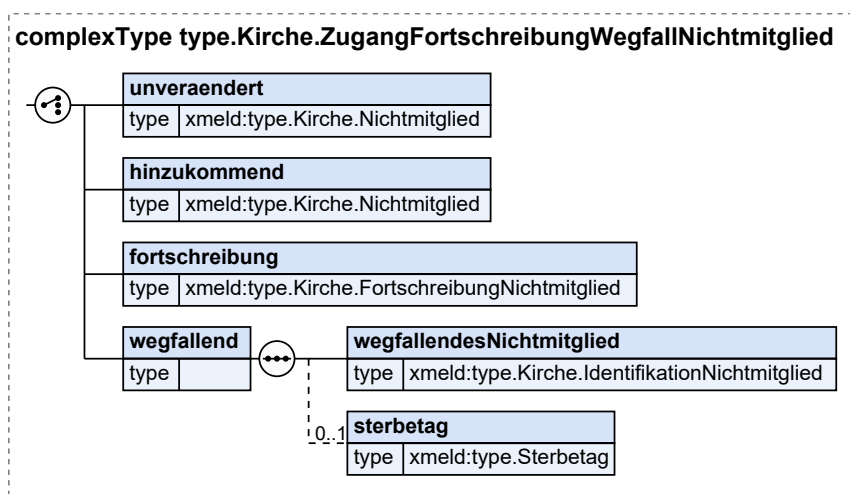 complexType type.Kirche.ZugangFortschreibungWegfallNichtmitglied
unveraendert
type xmeld:type.Kirche.Nichtmitglied
hinzukommend
type xmeld:type.Kirche.Nichtmitglied
fortschreibung
type xmeld:type.Kirche.FortschreibungNichtmitglied
wegfallend
type
wegfallendesNichtmitglied
type xmeld:type.Kirche.IdentifikationNichtmitglied
0..1
sterbetag
type xmeld:type.Sterbetag